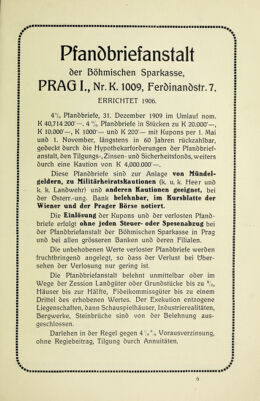 Pfandbriefanstalt
der Böhmischen Sparkasse,
PRAG I., Nr. K. 1009, Ferdinandstr. 7.
ERRICHTET 1906.
4% Pfandbriefe, 31. Dezember 1909 im Umlauf nom.
K 40,714.200·—. 4% Pfandbriefe in Stücken zu K 20.000·—,
K 10.000·—, K 1000·— und K 200·— mit Kupons per 1. Mai
und 1. November, längstens in 60 Jahren rückzahlbar,
gedeckt durch die Hypothekarforderungen der Pfandbrief-
anstalt, den Tilgungs-, Zinsen- und Sicherheitsfonds, weiters
durch eine Kaution von K 4,000.000·—.
Diese Pfandbriefe sind zur Anlage von Mündel-
geldern, zu Militärheiratskautionen (k. u. k. Heer und
k. k. Landwehr) und anderen Kautionen geeignet, bei
der Österr.-ung. Bank belehnbar, im Kursblatte der
Wiener und der Prager Börse notiert.
Die Einlösung der Kupons und der verlosten Pfand-
briefe erfolgt ohne jeden Steuer- oder Spesenabzug bei
der Pfandbriefanstalt der Böhmischen Sparkasse in Prag
und bei allen grösseren Banken und deren Filialen.
Die unbehobenen Werte verloster Pfandbriefe werden
fruchtbringend angelegt, so dass der Verlust bei Über-
sehen der Verlosung nur gering ist.
Die Pfandbriefanstalt belehnt unmittelbar oder im
Wege der Zession Landgüter oder Grundstücke bis zu ⅔,
Häuser bis zur Hälfte, Fideikommissgüter bis zu einem
Drittel des erhobenen Wertes. Der Exekution entzogene
Liegenschaften, dann Schauspielhäuser, Industrierealitäten,
Bergwerke, Steinbrüche sind von der Belehnung aus-
geschlossen.
Darlehen in der Regel gegen 4¼%, Vorausverzinsung,
ohne Regiebeitrag, Tilgung durch Annuitäten.